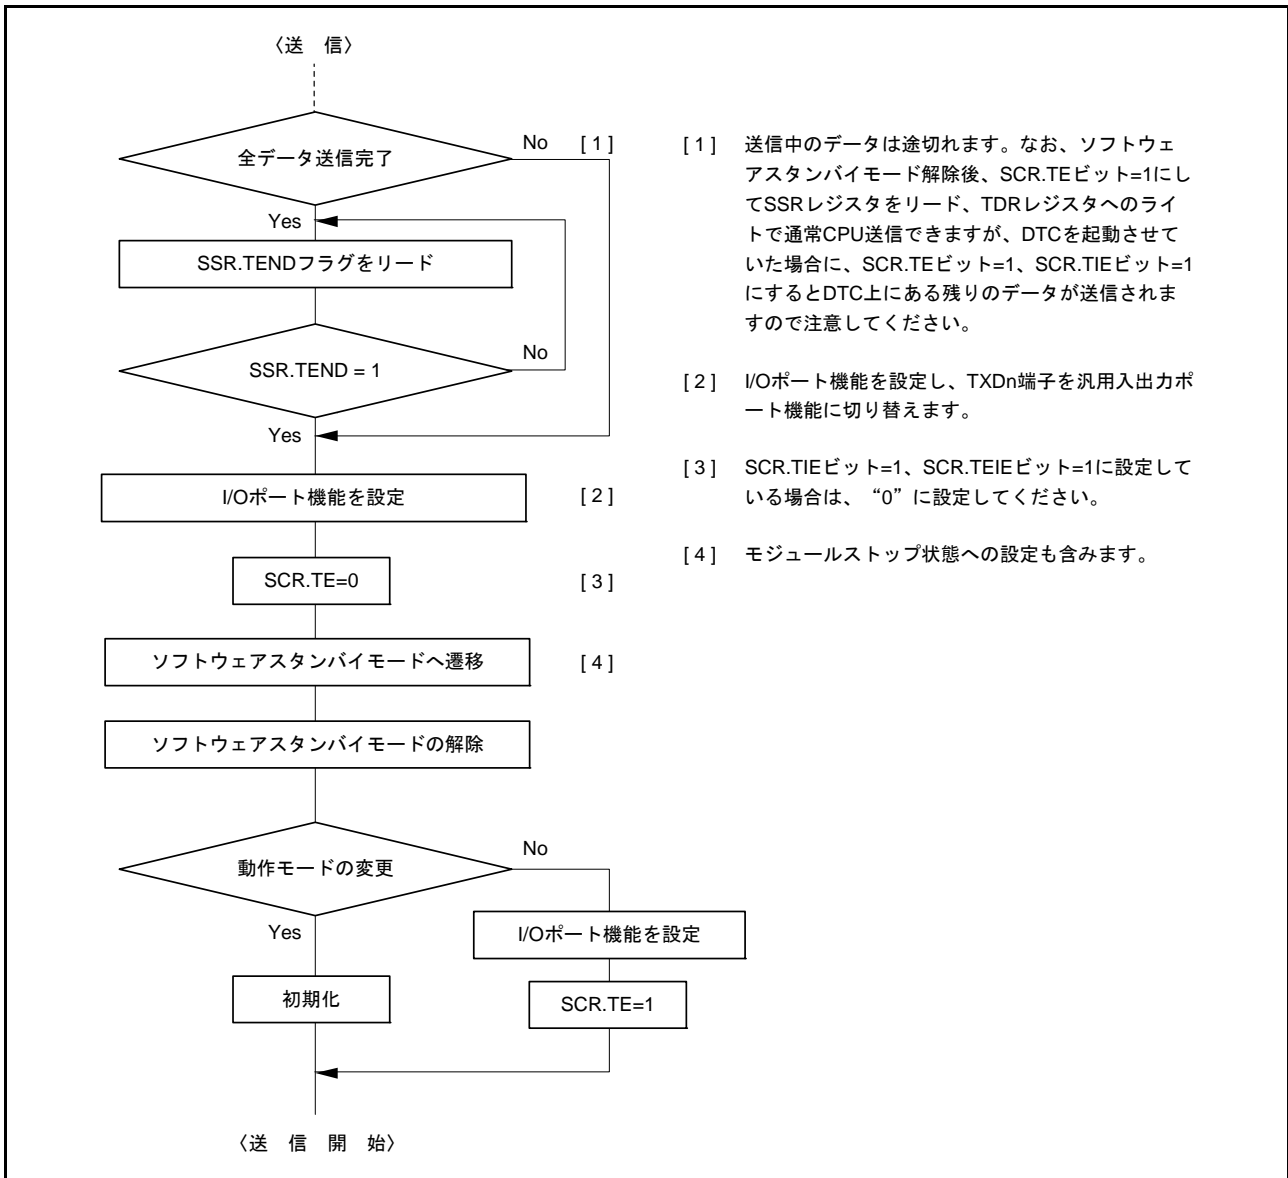 〈送　信〉
全データ送信完了
No
[ 1 ]
Yes
SSR.TENDフラグをリード
SSR.TEND = 1
No
Yes
I/Oポート機能を設定
[ 2 ]
SCR.TE=0
[ 3 ]
ソフトウェアスタンバイモードへ遷移
[ 4 ]
ソフトウェアスタンバイモードの解除
動作モードの変更
No
Yes
I/Oポート機能を設定
初期化
SCR.TE=1
〈送　信　開　始〉
[ 1 ]　送信中のデータは途切れます。なお、ソフトウェ
アスタンバイモード解除後、SCR.TEビット=1にし
てSSRレジスタをリード、TDRレジスタへのライ
トで通常CPU送信できますが、DTCを起動させて
いた場合に、SCR.TEビット=1、SCR.TIEビット=1
にするとDTC上にある残りのデータが送信されま
すので注意してください。
[ 2 ]　I/Oポート機能を設定し、TXDn端子を汎用入出力ポ
ート機能に切り替えます。
[ 3 ]　SCR.TIEビット=1、SCR.TEIEビット=1に設定して
いる場合は、“0”に設定してください。
[ 4 ]　モジュールストップ状態への設定も含みます。